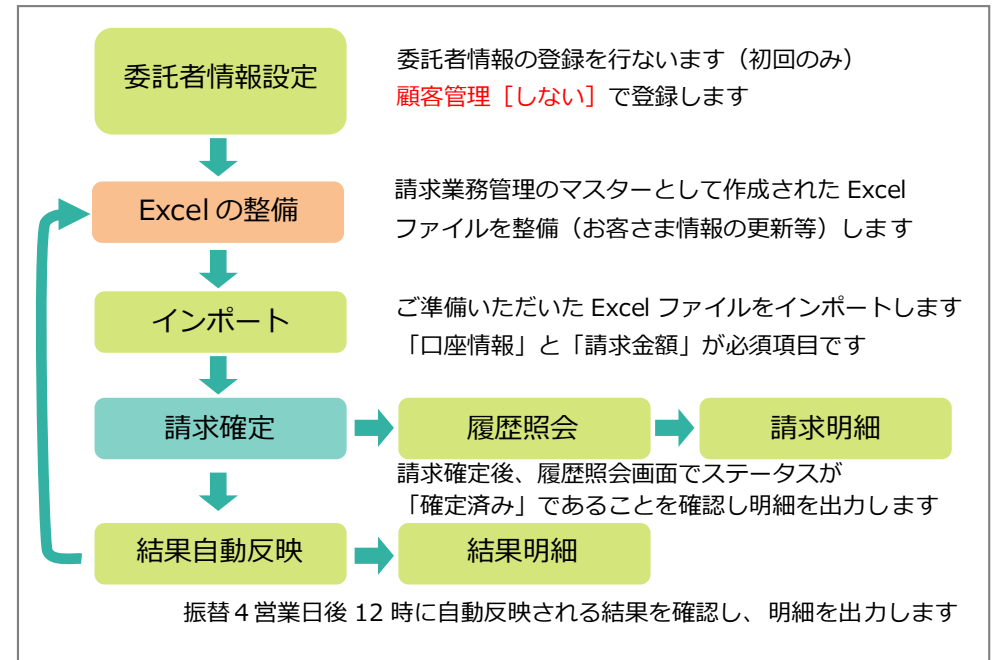 委託者情報設定
委託者情報の登録を行ないます（初回のみ）
顧客管理［しない］で登録します
Excel の整備
請求業務管理のマスターとして作成された Excel
ファイルを整備（お客さま情報の更新等）します
インポート
ご準備いただいた Excel ファイルをインポートします
「口座情報」と「請求金額」が必須項目です
請求確定
履歴照会
請求明細
請求確定後、履歴照会画面でステータスが
「確定済み」であることを確認し明細を出力します
結果自動反映
結果明細
振替４営業日後 12 時に自動反映される結果を確認し、明細を出力します